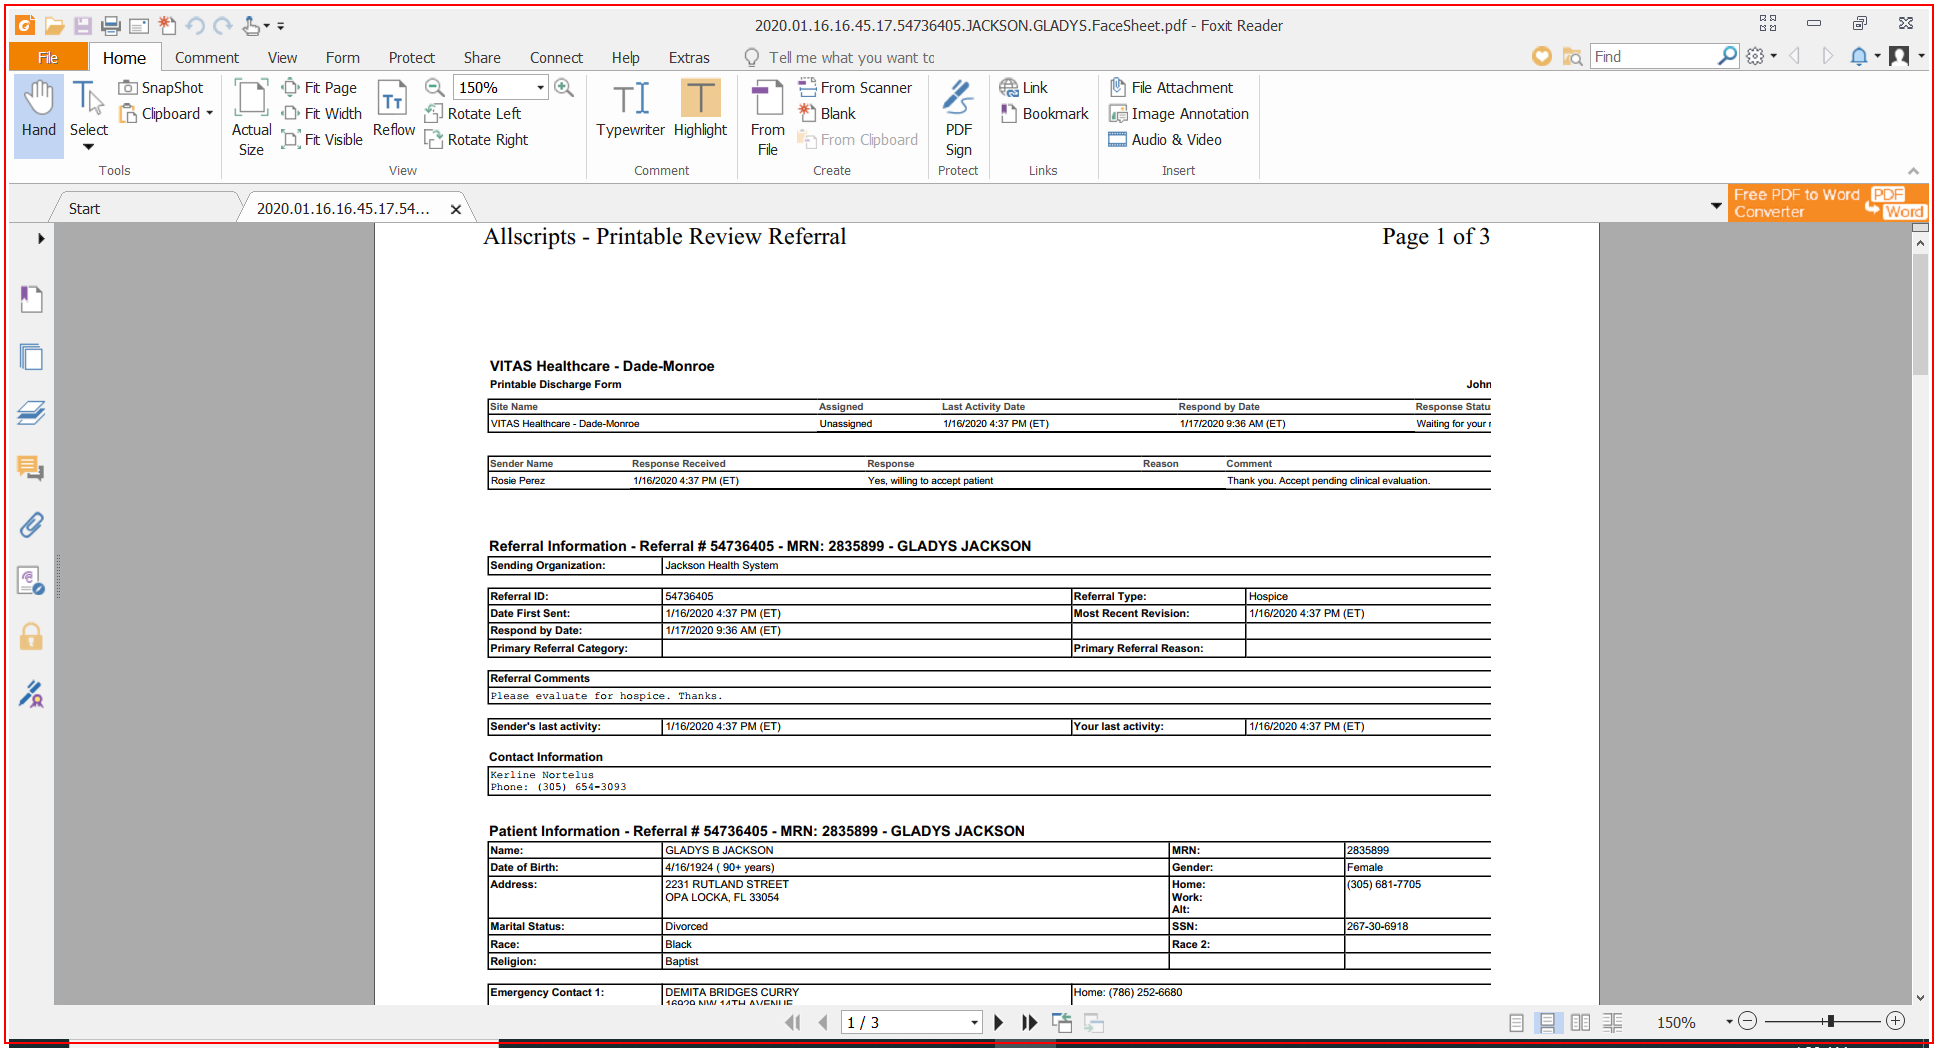 2020.01.16.16.45.17.54736405.JACKSON.GLADYS.FaceSheet.pdf - Foxit Reader
File Home Comment View Form Protect Share Connect Help Extras Tell me what you want to Find
Hand Select SnapShot Clipboard Tools
Actual Size Fit Page Fit Width Fit Visible Reflow 150% Rotate Left Rotate Right View
Typewriter Highlight Comment
From File From Scanner Blank From Clipboard Create
PDF Sign Protect
Link Bookmark Links
File Attachment Image Annotation Audio & Video Insert
Start 2020.01.16.16.45.17.54...
Free PDF to Word Converter PDF Word
Allscripts - Printable Review Referral Page 1 of 3
VITAS Healthcare - Dade-Monroe
Printable Discharge Form John
Site Name Assigned Last Activity Date Respond by Date Response Statu
VITAS Healthcare - Dade-Monroe Unassigned 1/16/2020 4:37 PM (ET) 1/17/2020 9:36 AM (ET) Waiting for your r
Sender Name Response Received Response Reason Comment
Rosie Perez 1/16/2020 4:37 PM (ET) Yes, willing to accept patient Thank you. Accept pending clinical evaluation.
Referral Information - Referral # 54736405 - MRN: 2835899 - GLADYS JACKSON
Sending Organization: Jackson Health System
Referral ID: 54736405 Referral Type: Hospice
Date First Sent: 1/16/2020 4:37 PM (ET) Most Recent Revision: 1/16/2020 4:37 PM (ET)
Respond by Date: 1/17/2020 9:36 AM (ET)
Primary Referral Category: Primary Referral Reason:
Referral Comments
Please evaluate for hospice. Thanks.
Sender's last activity: 1/16/2020 4:37 PM (ET) Your last activity: 1/16/2020 4:37 PM (ET)
Contact Information
Kerline Nortelus
Phone: (305) 654-3093
Patient Information - Referral # 54736405 - MRN: 2835899 - GLADYS JACKSON
Name: GLADYS B JACKSON MRN: 2835899
Date of Birth: 4/16/1924 ( 90+ years) Gender: Female
Address: 2231 RUTLAND STREET Home: (305) 681-7705
OPA LOCKA, FL 33054 Work:
Alt:
Marital Status: Divorced SSN: 267-30-6918
Race: Black Race 2:
Religion: Baptist
Emergency Contact 1: DEMITA BRIDGES CURRY Home: (786) 252-6680
16929 NW 14TH AVENUE
1 / 3 150%